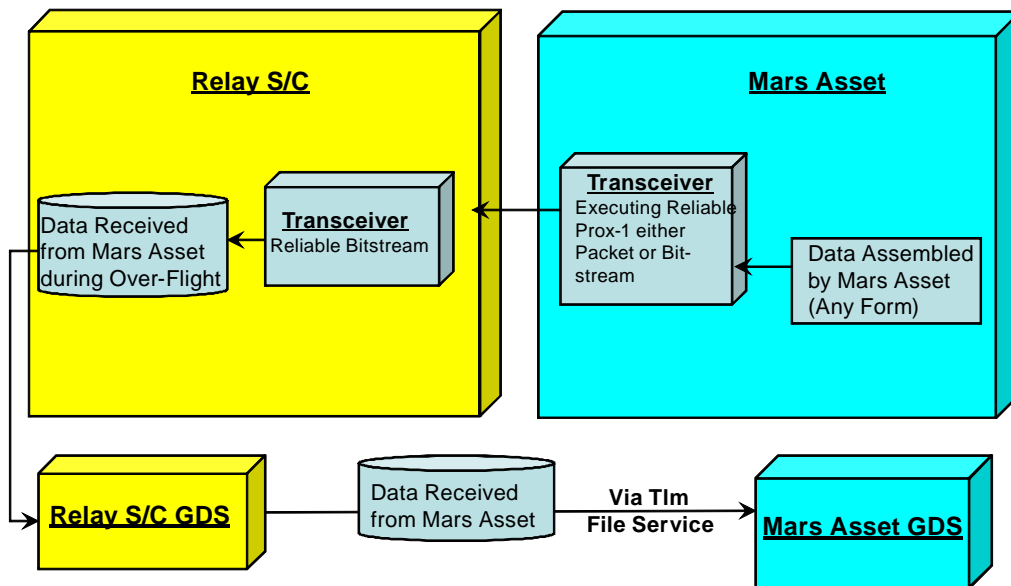 Relay S/C
Mars Asset
Data Received
from Mars Asset
during Over-Flight
Transceiver
Reliable Bitstream
Transceiver
Executing Reliable
Prox-1 either
Packet or Bit-
stream
Data Assembled
by Mars Asset
(Any Form)
Relay S/C GDS
Data Received
from Mars Asset
Via Tlm
File Service
Mars Asset GDS